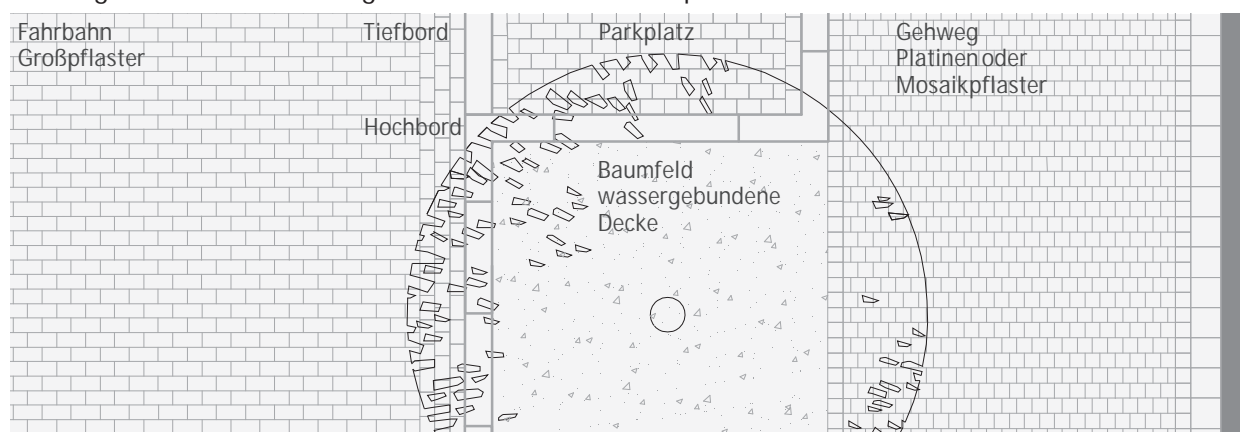 Fahrbahn
Großpflaster
Tiefbord
Parkplatz
Gehweg
Platinen oder
Mosaikpflaster
Hochbord
Baumfeld
wassergebundene
Decke